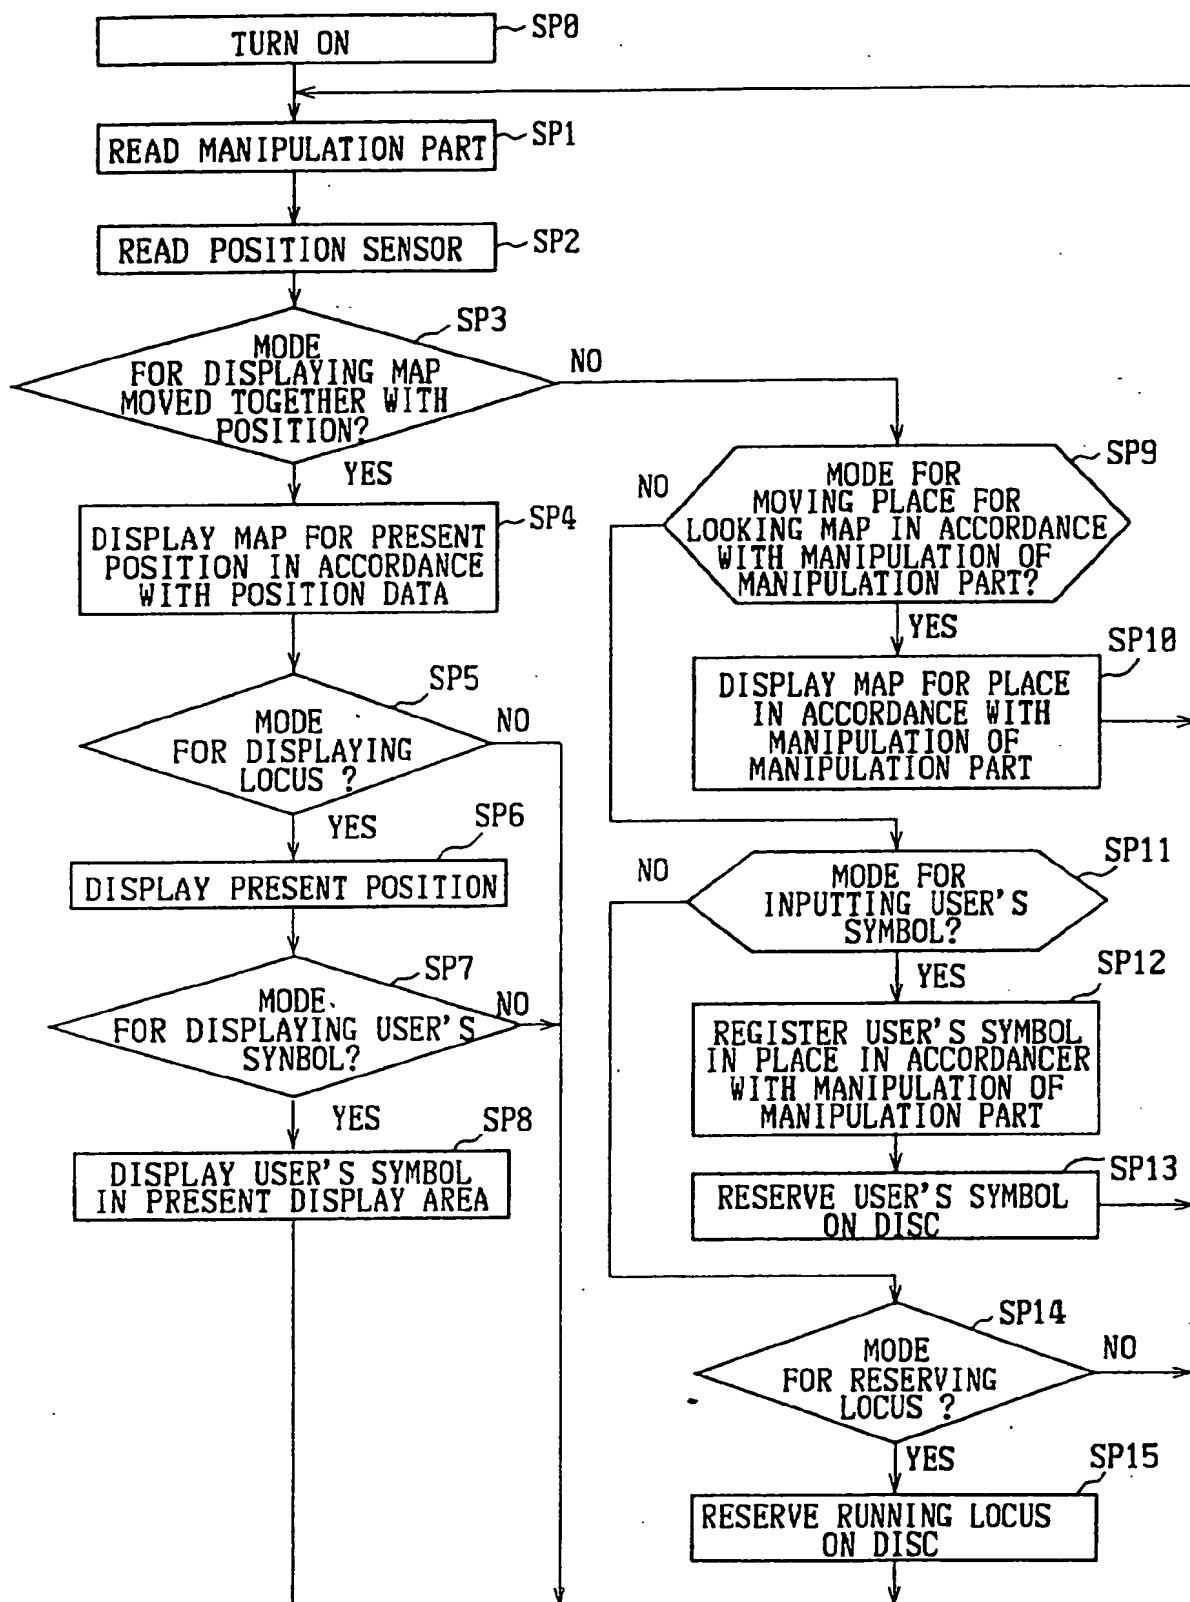 TURN ON
SP0
READ MANIPULATION PART
SP1
READ POSITION SENSOR
SP2
SP3
MODE
FOR DISPLAYING MAP
MOVED TOGETHER WITH
POSITION?
NO
YES
DISPLAY MAP FOR PRESENT
POSITION IN ACCORDANCE
WITH POSITION DATA
SP4
SP5
MODE
FOR DISPLAYING
LOCUS ?
NO
YES
SP6
DISPLAY PRESENT POSITION
SP7
MODE
FOR DISPLAYING USER'S
SYNBOL?
NO
YES
SP8
DISPLAY USER'S SYMBOL
IN PRESENT DISPLAY AREA
SP9
NO
MODE FOR
MOVING PLACE FOR
LOOKING MAP IN ACCORDANCE
WITH MANIPULATION OF
MANIPULATION PART?
YES
SP10
DISPLAY MAP FOR PLACE
IN ACCORDANCE WITH
MANIPULATION OF
MANIPULATION PART
SP11
NO
MODE FOR
INPUTTING USER'S
SYMBOL?
YES
SP12
REGISTER USER'S SYMBOL
IN PLACE IN ACCORDANCER
WITH MANIPULATION OF
MANIPULATION PART
SP13
RESERVE USER'S SYMBOL
ON DISC
SP14
MODE
FOR RESERVING
LOCUS ?
NO
YES
SP15
RESERVE RUNNING LOCUS
ON DISC